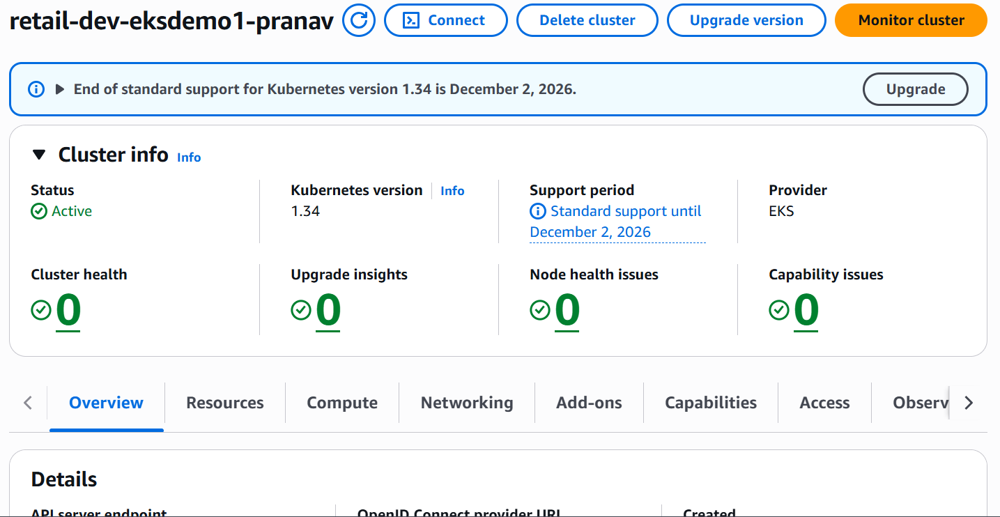 retail-dev-eksdemo1-pranav Connect Delete cluster Upgrade version Monitor cluster
End of standard support for Kubernetes version 1.34 is December 2, 2026. Upgrade
Cluster info Info
Status Kubernetes version Info Support period Provider
Active 1.34 Standard support until EKS
December 2, 2026
Cluster health Upgrade insights Node health issues Capability issues
0 0 0 0
Overview Resources Compute Networking Add-ons Capabilities Access Observ
Details
API server endpoint OpenID Connect provider URL Created